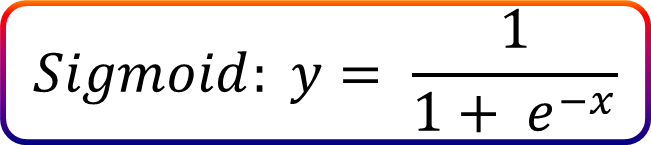 Sigmoid: y = 1 / (1 + e^{-x})